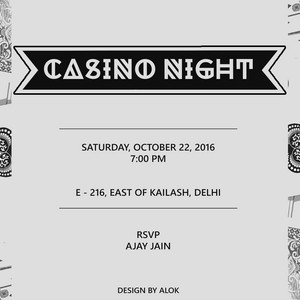 CASINO NIGHT
SATURDAY, OCTOBER 22, 2016
7:00 PM
E - 216, EAST OF KAILASH, DELHI
RSVP
AJAY JAIN
DESIGN BY ALOK